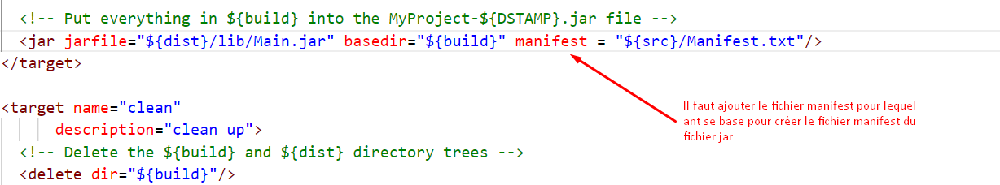 <!-- Put everything in ${build} into the MyProject-${DSTAMP}.jar file -->
<jar jarfile="${dist}/lib/Main.jar" basedir="${build}" manifest = "${src}/Manifest.txt"/>
</target>
<target name="clean"
description="clean up">
<!-- Delete the ${build} and ${dist} directory trees -->
<delete dir="${build}"/>
Il faut ajouter le fichier manifest pour lequel
ant se base pour créer le fichier manifest du
fichier jar